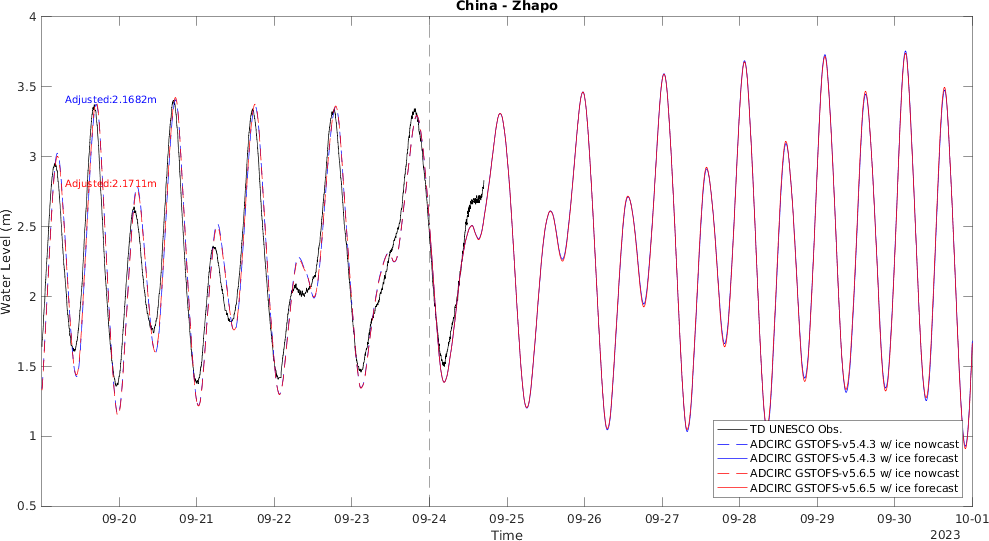 China - Zhapo
4
3.5
3
2.5
2
1.5
1
0.5
Water Level (m)
Adjusted:2.1682m
Adjusted:2.1711m
TD UNESCO Obs.
ADCIRC GSTOFS-v5.4.3 w/ ice nowcast
ADCIRC GSTOFS-v5.4.3 w/ ice forecast
ADCIRC GSTOFS-v5.6.5 w/ ice nowcast
ADCIRC GSTOFS-v5.6.5 w/ ice forecast
09-20 09-21 09-22 09-23 09-24 09-25 09-26 09-27 09-28 09-29 09-30 10-01
Time
2023